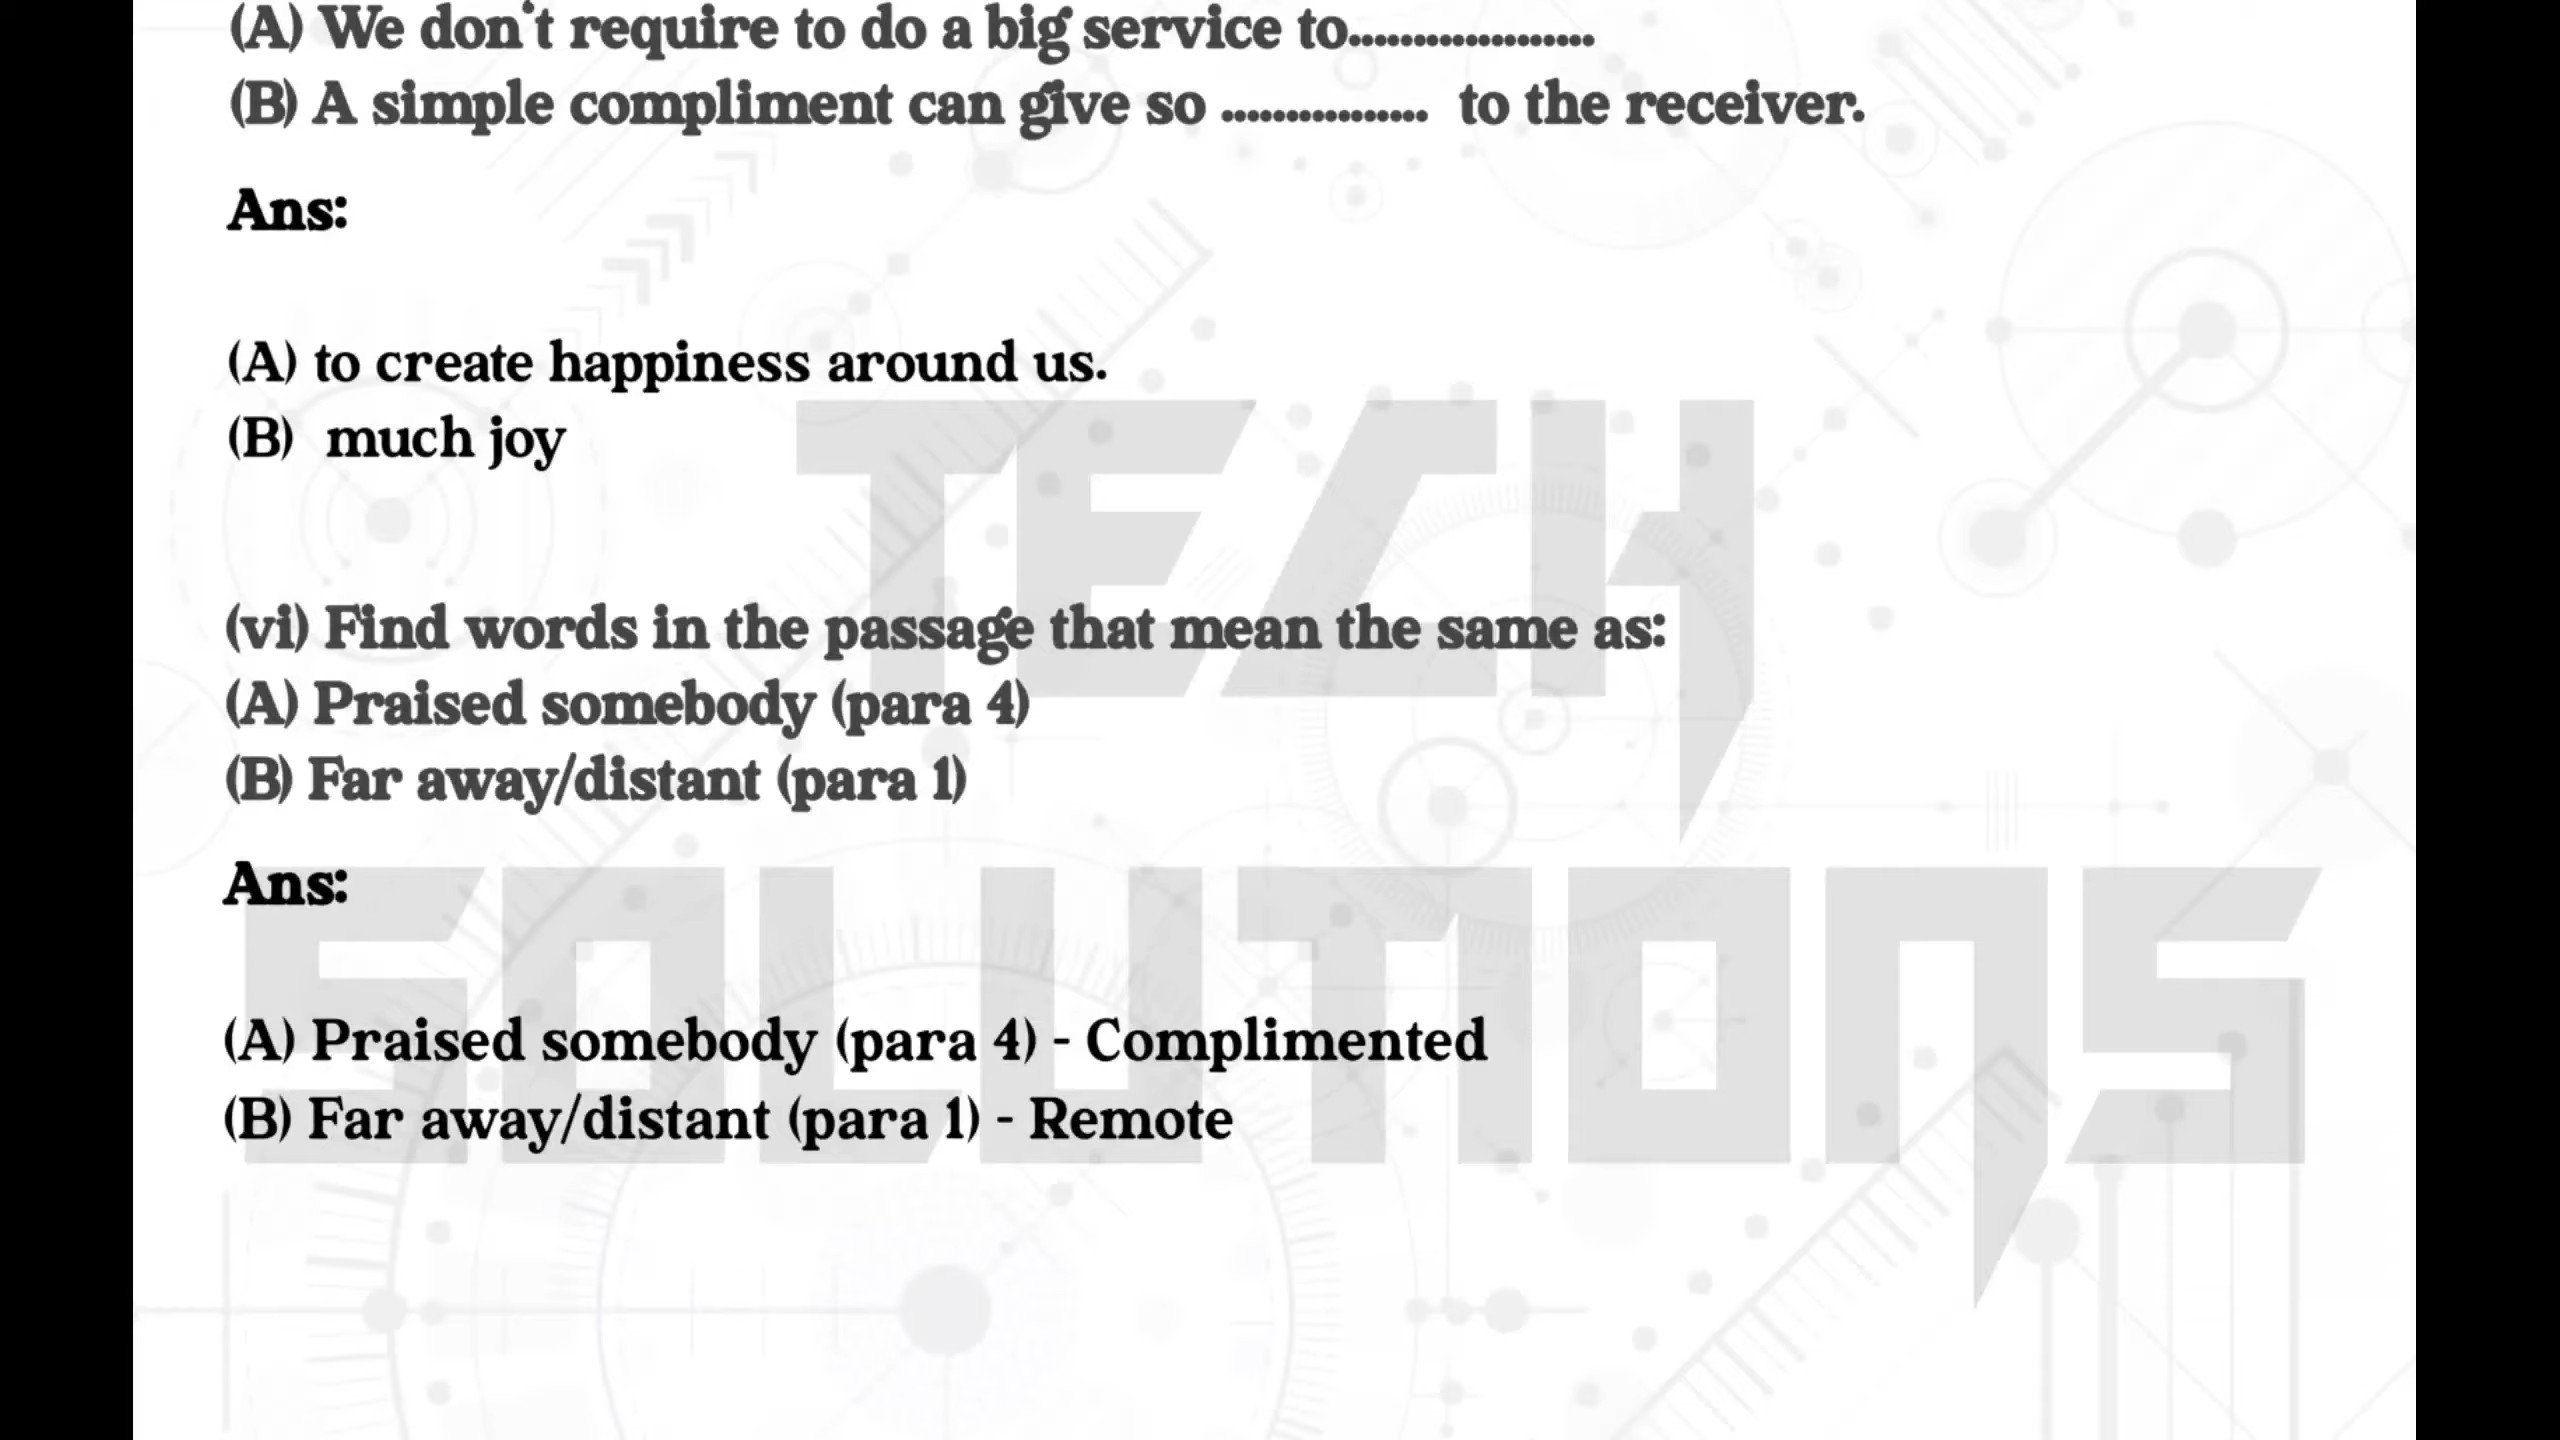 (A) We don't require to do a big service to...................
(B) A simple compliment can give so ................ to the receiver.
Ans:
(A) to create happiness around us.
(B) much joy
TECH
(vi) Find words in the passage that mean the same as:
(A) Praised somebody (para 4)
(B) Far away/distant (para 1)
Ans:
SOLUTIONS
(A) Praised somebody (para 4) - Complimented
(B) Far away/distant (para 1) - Remote